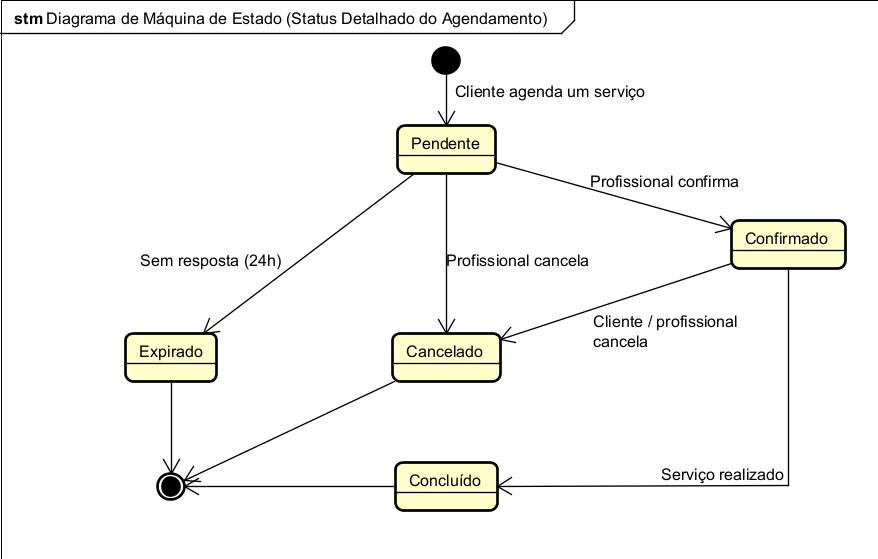 stm Diagrama de Máquina de Estado (Status Detalhado do Agendamento)
Cliente agenda um serviço
Pendente
Profissional confirma
Confirmado
Sem resposta (24h)
Profissional cancela
Cliente / profissional
cancela
Expirado
Cancelado
Concluído
Serviço realizado